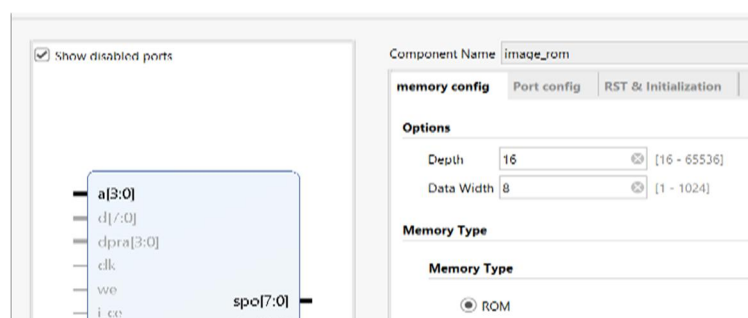 Show disabled ports
Component Name image_rom
memory config Port config RST & Initialization
Options
Depth 16 [16 - 65536]
Data Width 8 [1 - 1024]
Memory Type
Memory Type
ROM
a[3:0]
d[7:0]
dpra[3:0]
clk
we
i_ce
spo[7:0]